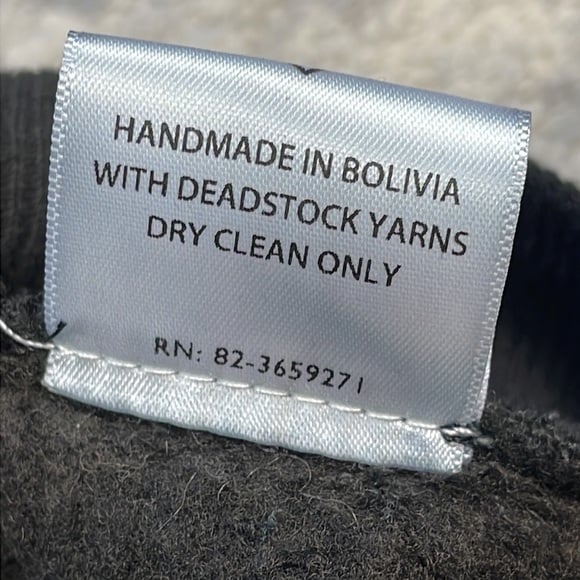 HANDMADE IN BOLIVIA
WITH DEADSTOCK YARNS
DRY CLEAN ONLY
RN: 82-3659271